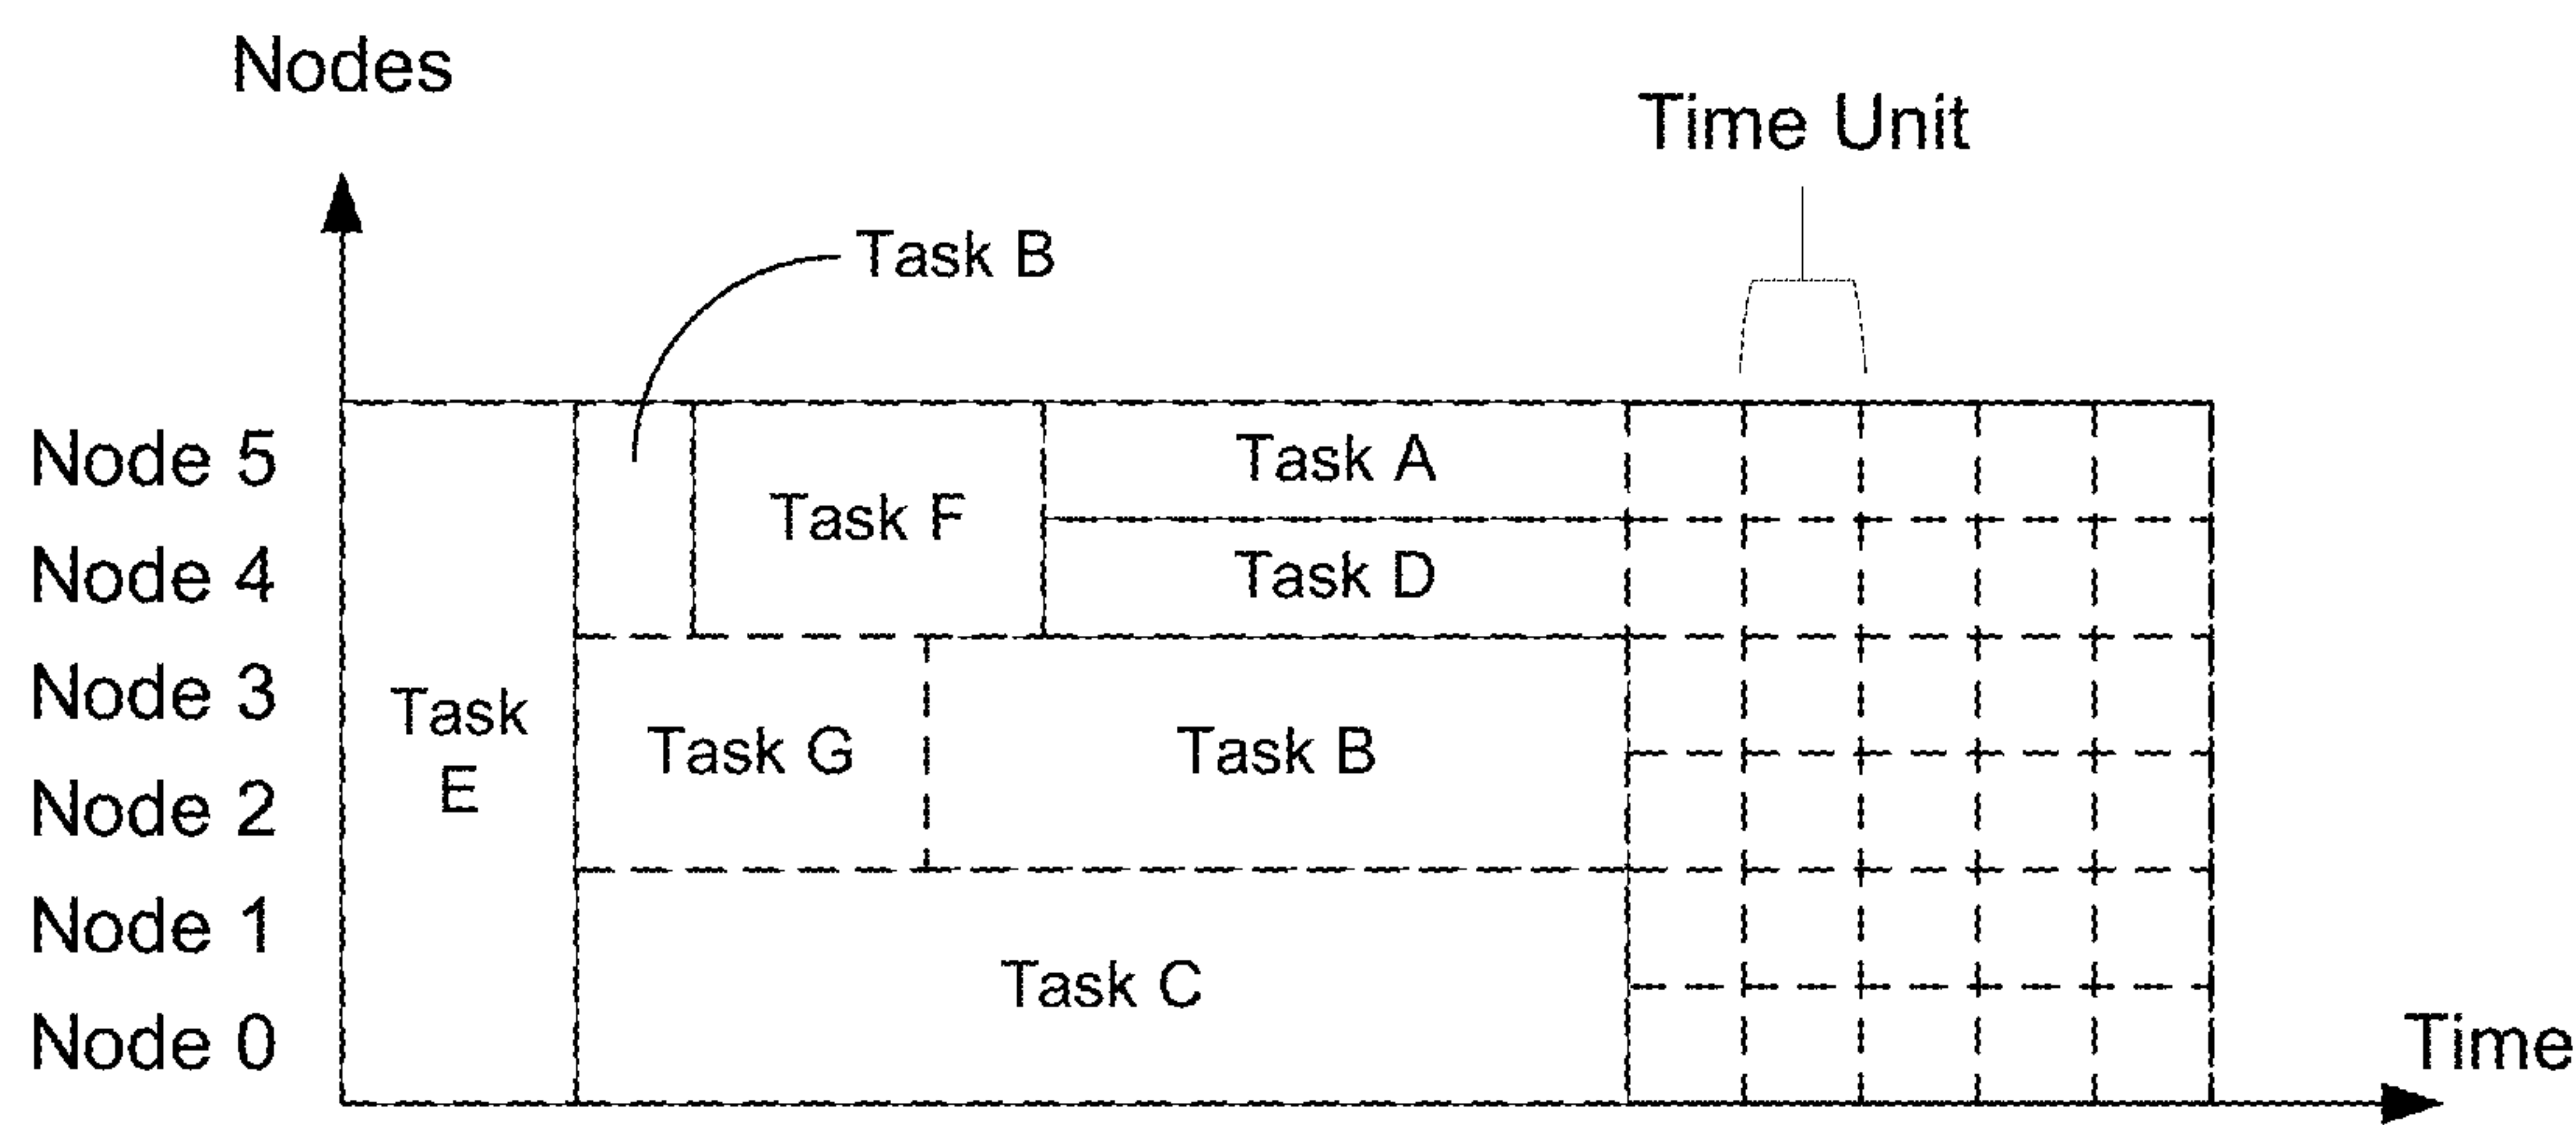 Nodes
Time Unit
Task B
Node 5
Task A
Task F
Node 4
Task D
Node 3
Task
E
Task G
Task B
Node 2
Node 1
Task C
Node 0
Time